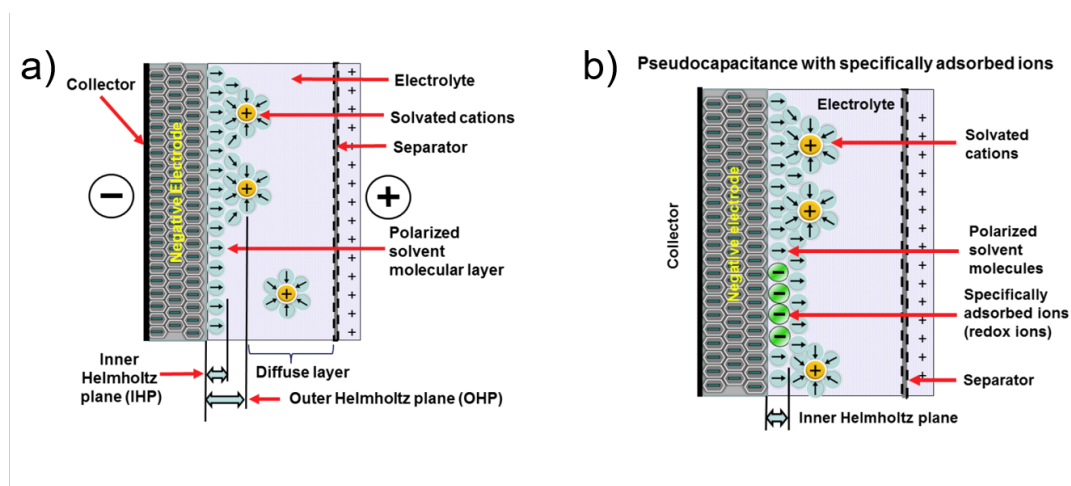 a)
Collector
Negative Electrode
Electrolyte
Solvated cations
Separator
−
+
Polarized
solvent
molecular layer
Inner
Helmholtz
plane (IHP)
Diffuse layer
Outer Helmholtz plane (OHP)
b)
Pseudocapacitance with specifically adsorbed ions
Collector
Negative electrode
Electrolyte
Solvated
cations
Polarized
solvent
molecules
Specifically
adsorbed ions
(redox ions)
Separator
Inner Helmholtz plane